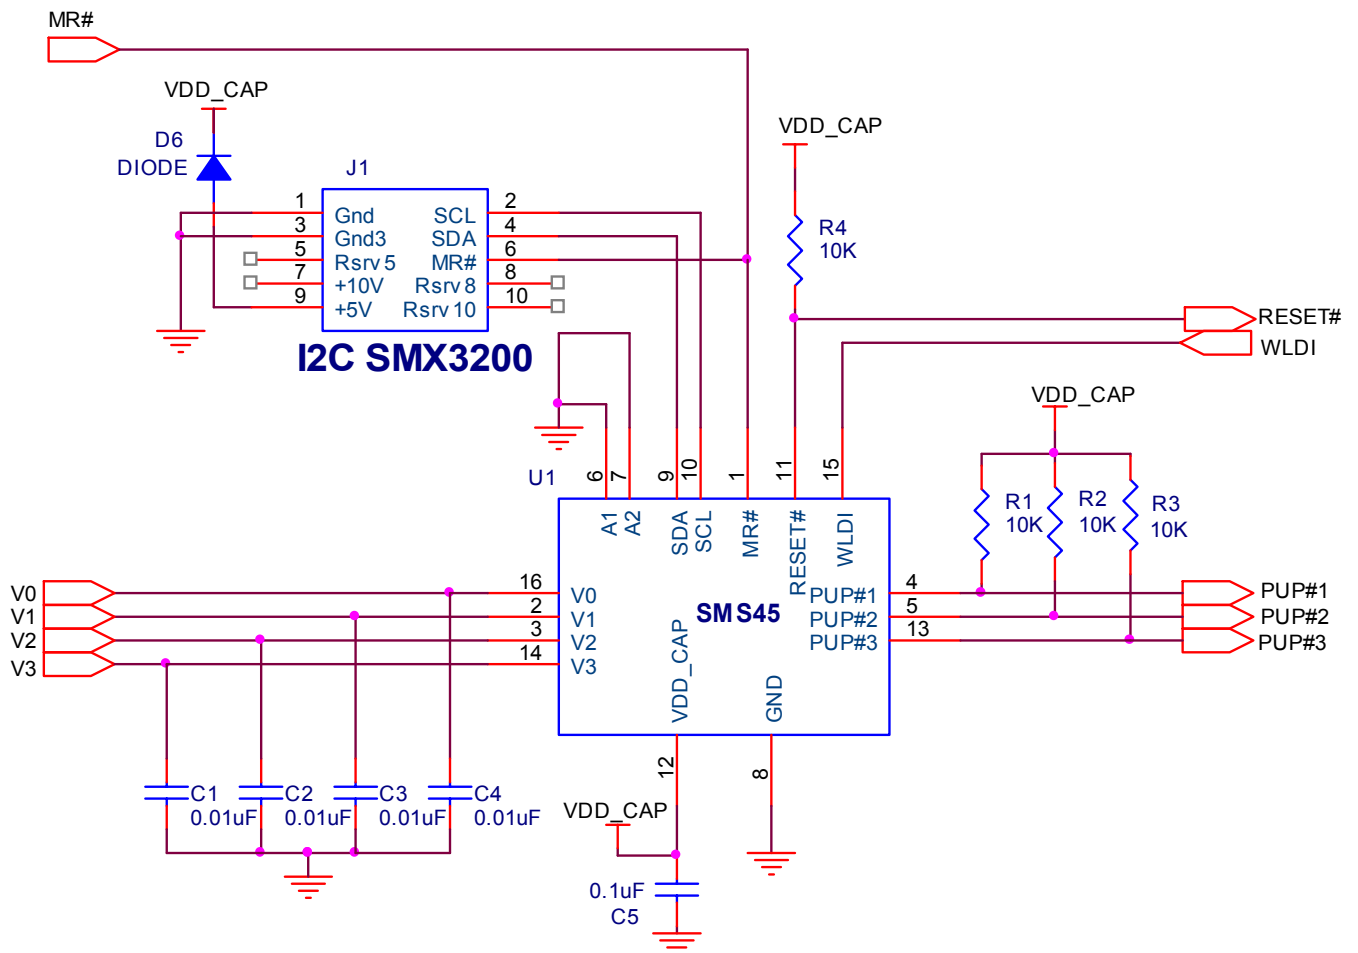 MR#
VDD_CAP
D6
DIODE
J1
1
Gnd
SCL
2
3
Gnd3
SDA
4
5
Rsrv5
MR#
6
7
+10V
Rsrv8
8
9
+5V
Rsrv10
10
I2C SMX3200
VDD_CAP
R4
10K
RESET#
WLDI
VDD_CAP
R1
10K
R2
10K
R3
10K
U1
6
7
9
10
1
11
15
A1
A2
SDA
SCL
MR#
RESET#
WLDI
V0
16
V0
V1
2
V1
V2
3
V2
V3
14
V3
SMS45
PUP#1
4
PUP#1
PUP#2
5
PUP#2
PUP#3
13
PUP#3
VDD_CAP
GND
12
8
C1
0.01uF
C2
0.01uF
C3
0.01uF
C4
0.01uF
VDD_CAP
0.1uF
C5